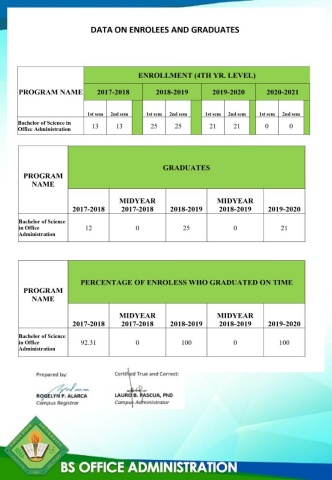 DATA ON ENROLEES AND GRADUATES
PROGRAM NAME
ENROLLMENT (4TH YR. LEVEL)
2017-2018 2018-2019 2019-2020 2020-2021
1st sem 2nd sem 1st sem 2nd sem 1st sem 2nd sem 1st sem 2nd sem
Bachelor of Science in
Office Administration
13 13 25 25 21 21 0 0
PROGRAM
NAME
GRADUATES
2017-2018 MIDYEAR 2017-2018 2018-2019 MIDYEAR 2018-2019 2019-2020
Bachelor of Science
in Office
Administration
12 0 25 0 21
PROGRAM
NAME
PERCENTAGE OF ENROLESS WHO GRADUATED ON TIME
2017-2018 MIDYEAR 2017-2018 2018-2019 MIDYEAR 2018-2019 2019-2020
Bachelor of Science
in Office
Administration
92.31 0 100 0 100
Prepared by: Certified True and Correct:
ROGELYN P. ALARCA LAURO B. PASCUA, PhD
Campus Registrar Campus Administrator
BS OFFICE ADMINISTRATION